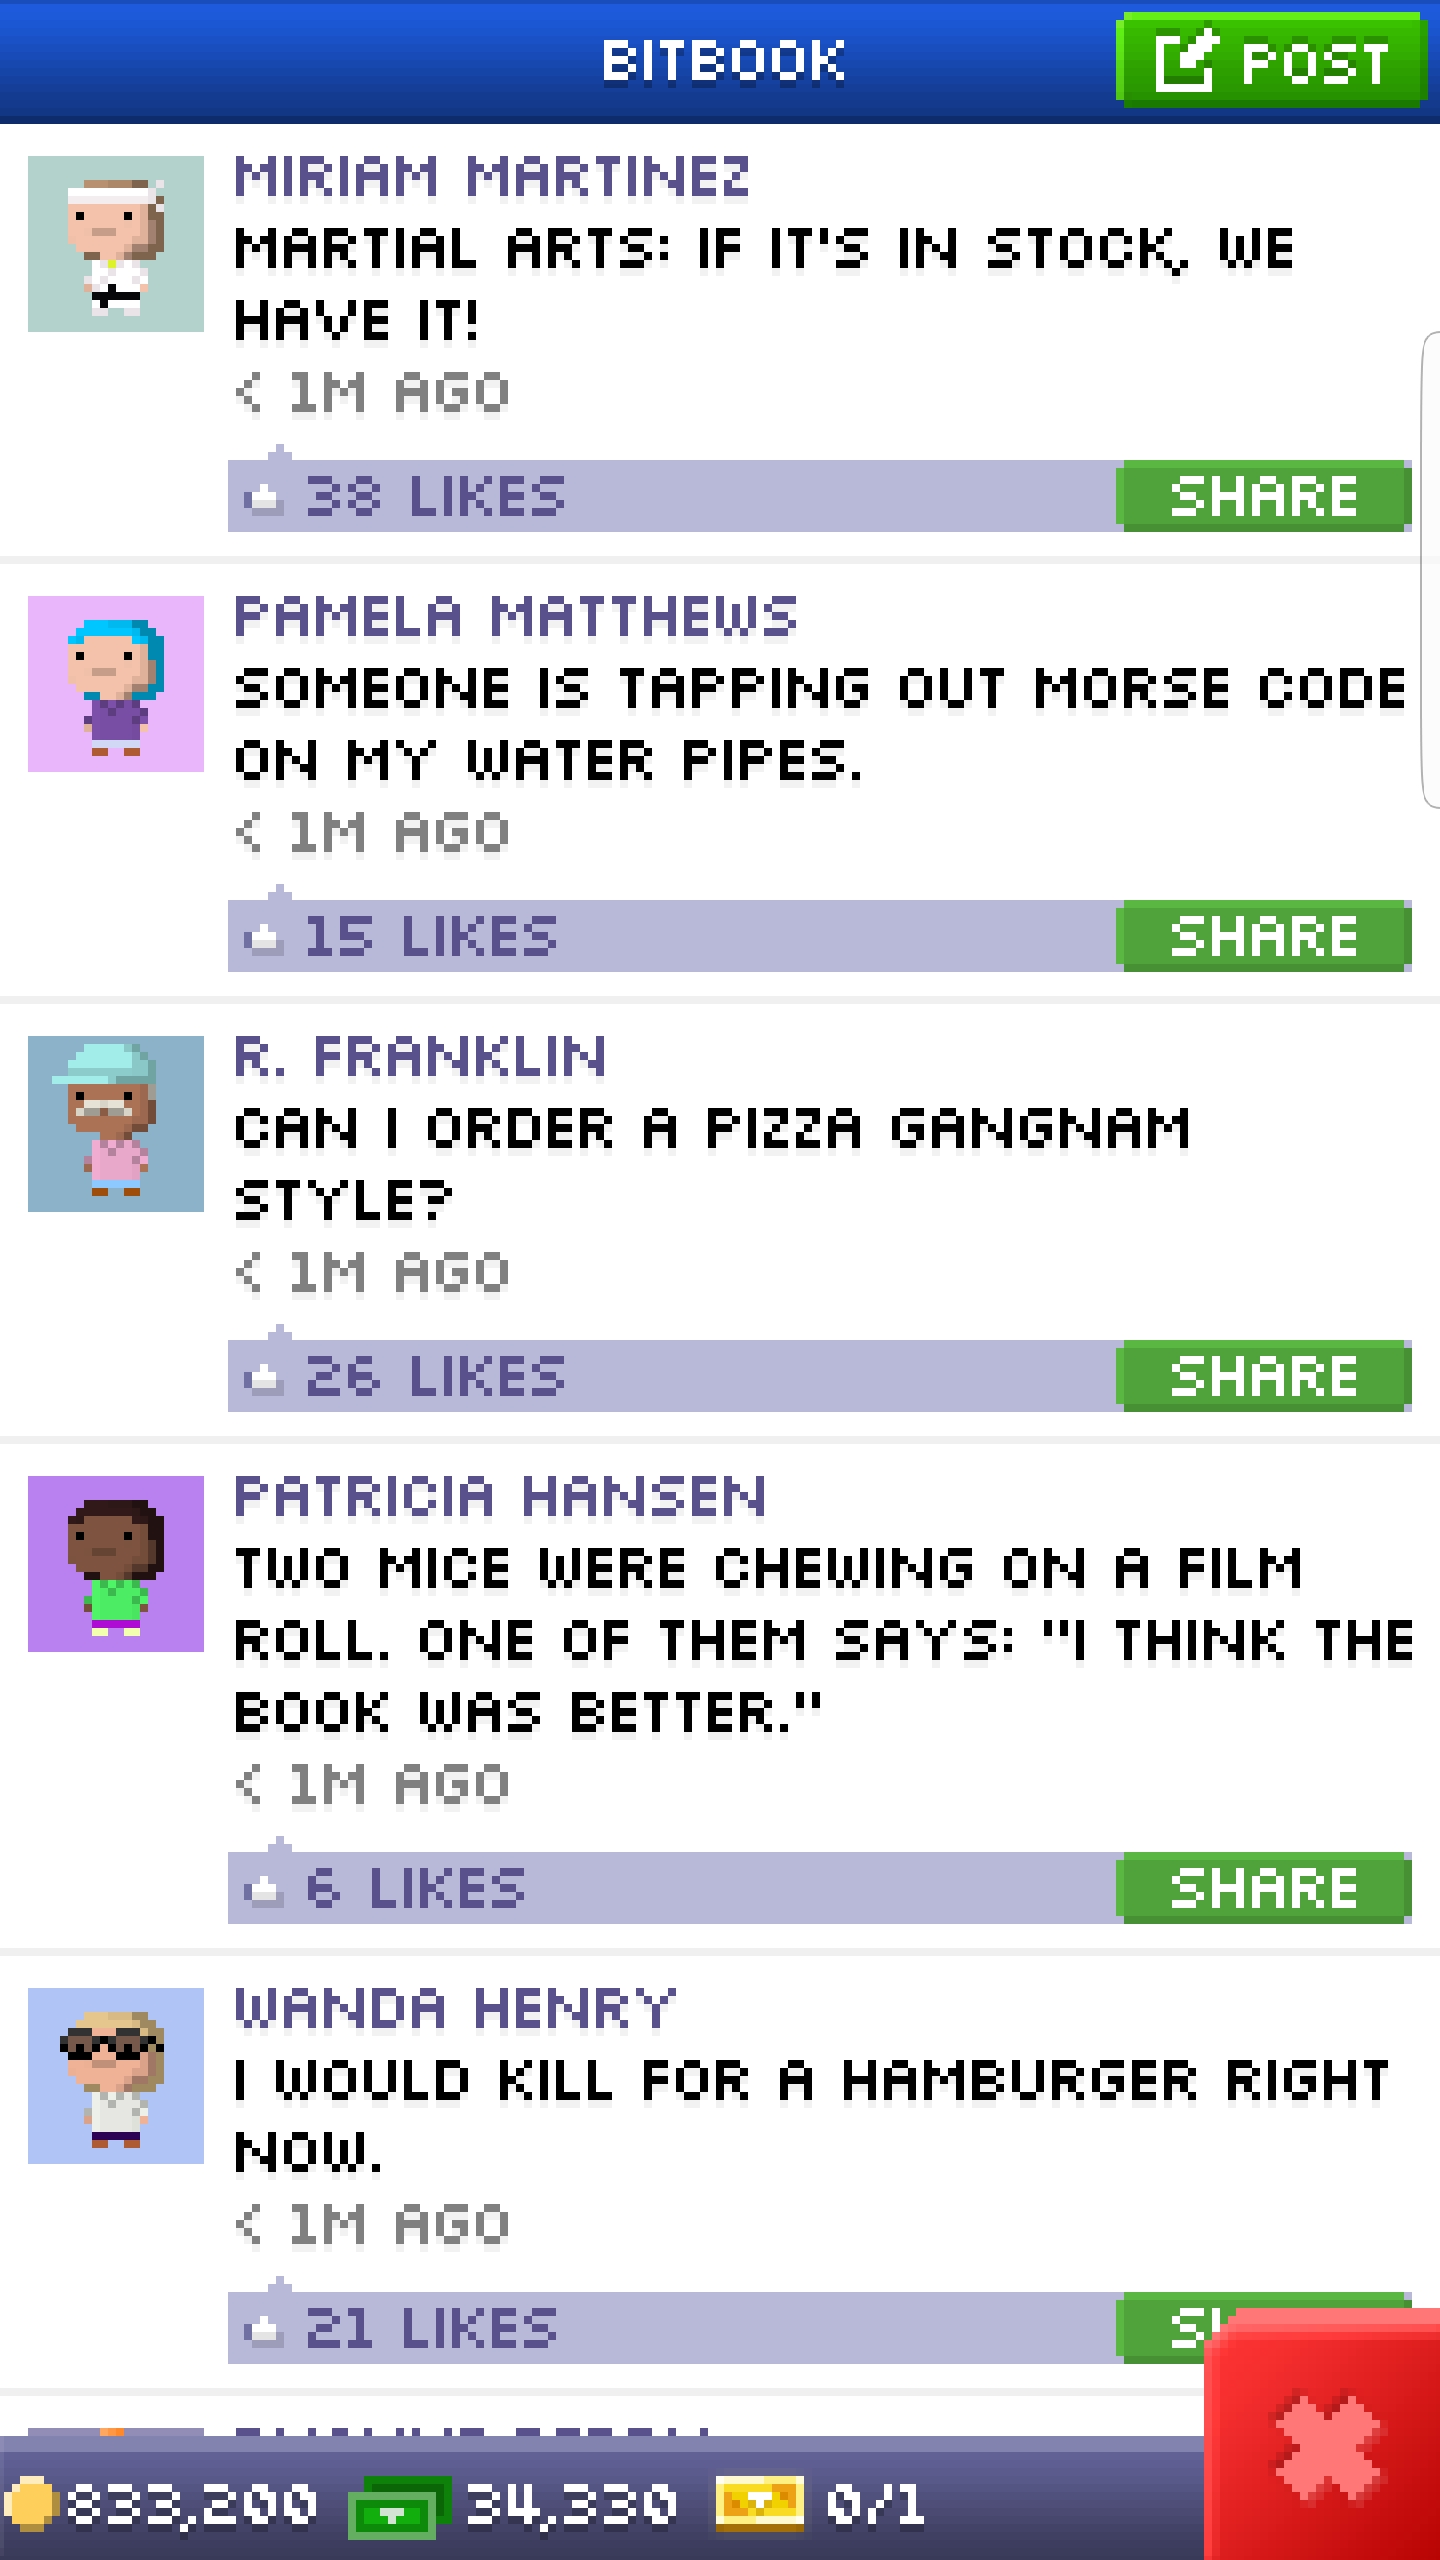 BITBOOK
POST
MIRIAM MARTINEZ
MARTIAL ARTS: IF IT'S IN STOCK, WE
HAVE IT!
< 1M AGO
38 LIKES
SHARE
PAMELA MATTHEWS
SOMEONE IS TAPPING OUT MORSE CODE
ON MY WATER PIPES.
< 1M AGO
15 LIKES
SHARE
R. FRANKLIN
CAN I ORDER A PIZZA GANGNAM
STYLE?
< 1M AGO
26 LIKES
SHARE
PATRICIA HANSEN
TWO MICE WERE CHEWING ON A FILM
ROLL. ONE OF THEM SAYS: "I THINK THE
BOOK WAS BETTER."
< 1M AGO
6 LIKES
SHARE
WANDA HENRY
I WOULD KILL FOR A HAMBURGER RIGHT
NOW.
< 1M AGO
21 LIKES
833,200
34,330
0/1